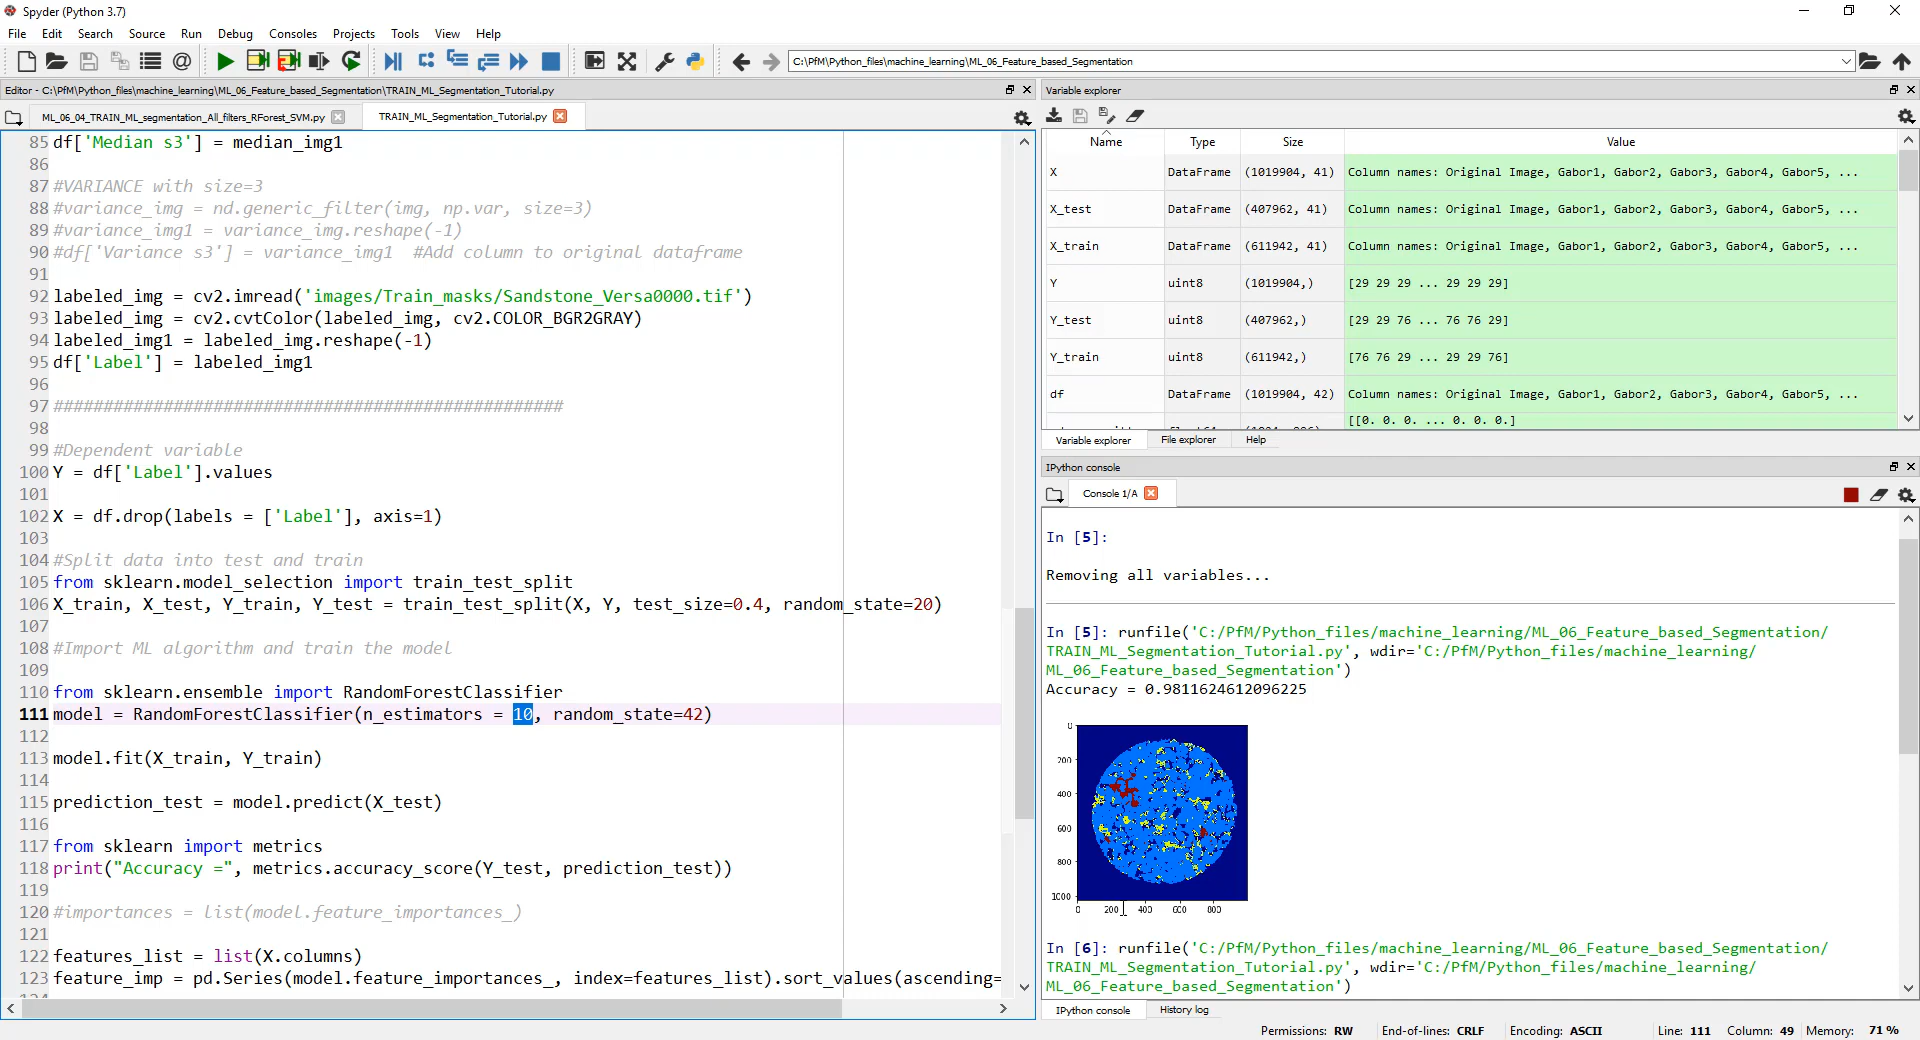 Spyder (Python 3.7)
File Edit Search Source Run Debug Consoles Projects Tools View Help
C:\PfM\Python_files\machine_learning\ML_06_Feature_based_Segmentation
Editor - C:\PfM\Python_files\machine_learning\ML_06_Feature_based_Segmentation\TRAIN_ML_Segmentation_Tutorial.py
ML_06_04_TRAIN_ML_segmentation_All_filters_RForest_SVM.py TRAIN_ML_Segmentation_Tutorial.py
85 df['Median s3'] = median_img1
86
87 #VARIANCE with size=3
88 #variance_img = nd.generic_filter(img, np.var, size=3)
89 #variance_img1 = variance_img.reshape(-1)
90 #df['Variance s3'] = variance_img1  #Add column to original dataframe
91
92 labeled_img = cv2.imread('images/Train_masks/Sandstone_Versa0000.tif')
93 labeled_img = cv2.cvtColor(labeled_img, cv2.COLOR_BGR2GRAY)
94 labeled_img1 = labeled_img.reshape(-1)
95 df['Label'] = labeled_img1
96
97 ###################################################
98
99 #Dependent variable
100 Y = df['Label'].values
101
102 X = df.drop(labels = ['Label'], axis=1)
103
104 #Split data into test and train
105 from sklearn.model_selection import train_test_split
106 X_train, X_test, Y_train, Y_test = train_test_split(X, Y, test_size=0.4, random_state=20)
107
108 #Import ML algorithm and train the model
109
110 from sklearn.ensemble import RandomForestClassifier
111 model = RandomForestClassifier(n_estimators = 10, random_state=42)
112
113 model.fit(X_train, Y_train)
114
115 prediction_test = model.predict(X_test)
116
117 from sklearn import metrics
118 print("Accuracy =", metrics.accuracy_score(Y_test, prediction_test))
119
120 #importances = list(model.feature_importances_)
121
122 features_list = list(X.columns)
123 feature_imp = pd.Series(model.feature_importances_, index=features_list).sort_values(ascending=
Variable explorer
Name Type Size Value
X DataFrame (1019904, 41) Column names: Original Image, Gabor1, Gabor2, Gabor3, Gabor4, Gabor5, ...
X_test DataFrame (407962, 41) Column names: Original Image, Gabor1, Gabor2, Gabor3, Gabor4, Gabor5, ...
X_train DataFrame (611942, 41) Column names: Original Image, Gabor1, Gabor2, Gabor3, Gabor4, Gabor5, ...
Y uint8 (1019904,) [29 29 29 ... 29 29 29]
Y_test uint8 (407962,) [29 29 76 ... 76 76 29]
Y_train uint8 (611942,) [76 76 29 ... 29 29 76]
df DataFrame (1019904, 42) Column names: Original Image, Gabor1, Gabor2, Gabor3, Gabor4, Gabor5, ...
[[0. 0. 0. ... 0. 0. 0.]
Variable explorer File explorer Help
IPython console
Console 1/A
In [5]:
Removing all variables...
In [5]: runfile('C:/PfM/Python_files/machine_learning/ML_06_Feature_based_Segmentation/
TRAIN_ML_Segmentation_Tutorial.py', wdir='C:/PfM/Python_files/machine_learning/
ML_06_Feature_based_Segmentation')
Accuracy = 0.9811624612096225
0
200
400
600
800
1000
0 200 400 600 800
In [6]: runfile('C:/PfM/Python_files/machine_learning/ML_06_Feature_based_Segmentation/
TRAIN_ML_Segmentation_Tutorial.py', wdir='C:/PfM/Python_files/machine_learning/
ML_06_Feature_based_Segmentation')
IPython console History log
Permissions: RW End-of-lines: CRLF Encoding: ASCII Line: 111 Column: 49 Memory: 71 %